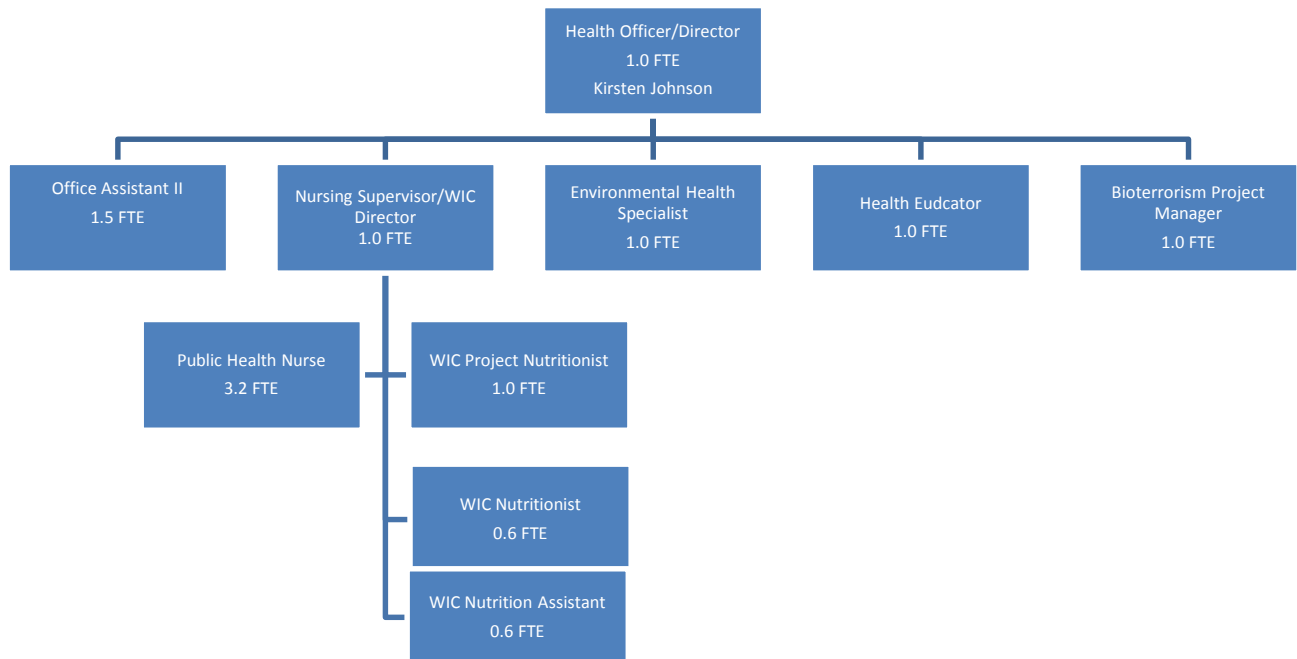 Health Officer/Director
1.0 FTE
Kirsten Johnson
Office Assistant II
1.5 FTE
Nursing Supervisor/WIC
Director
1.0 FTE
Environmental Health
Specialist
1.0 FTE
Health Eudcator
1.0 FTE
Bioterrorism Project
Manager
1.0 FTE
Public Health Nurse
3.2 FTE
WIC Project Nutritionist
1.0 FTE
WIC Nutritionist
0.6 FTE
WIC Nutrition Assistant
0.6 FTE